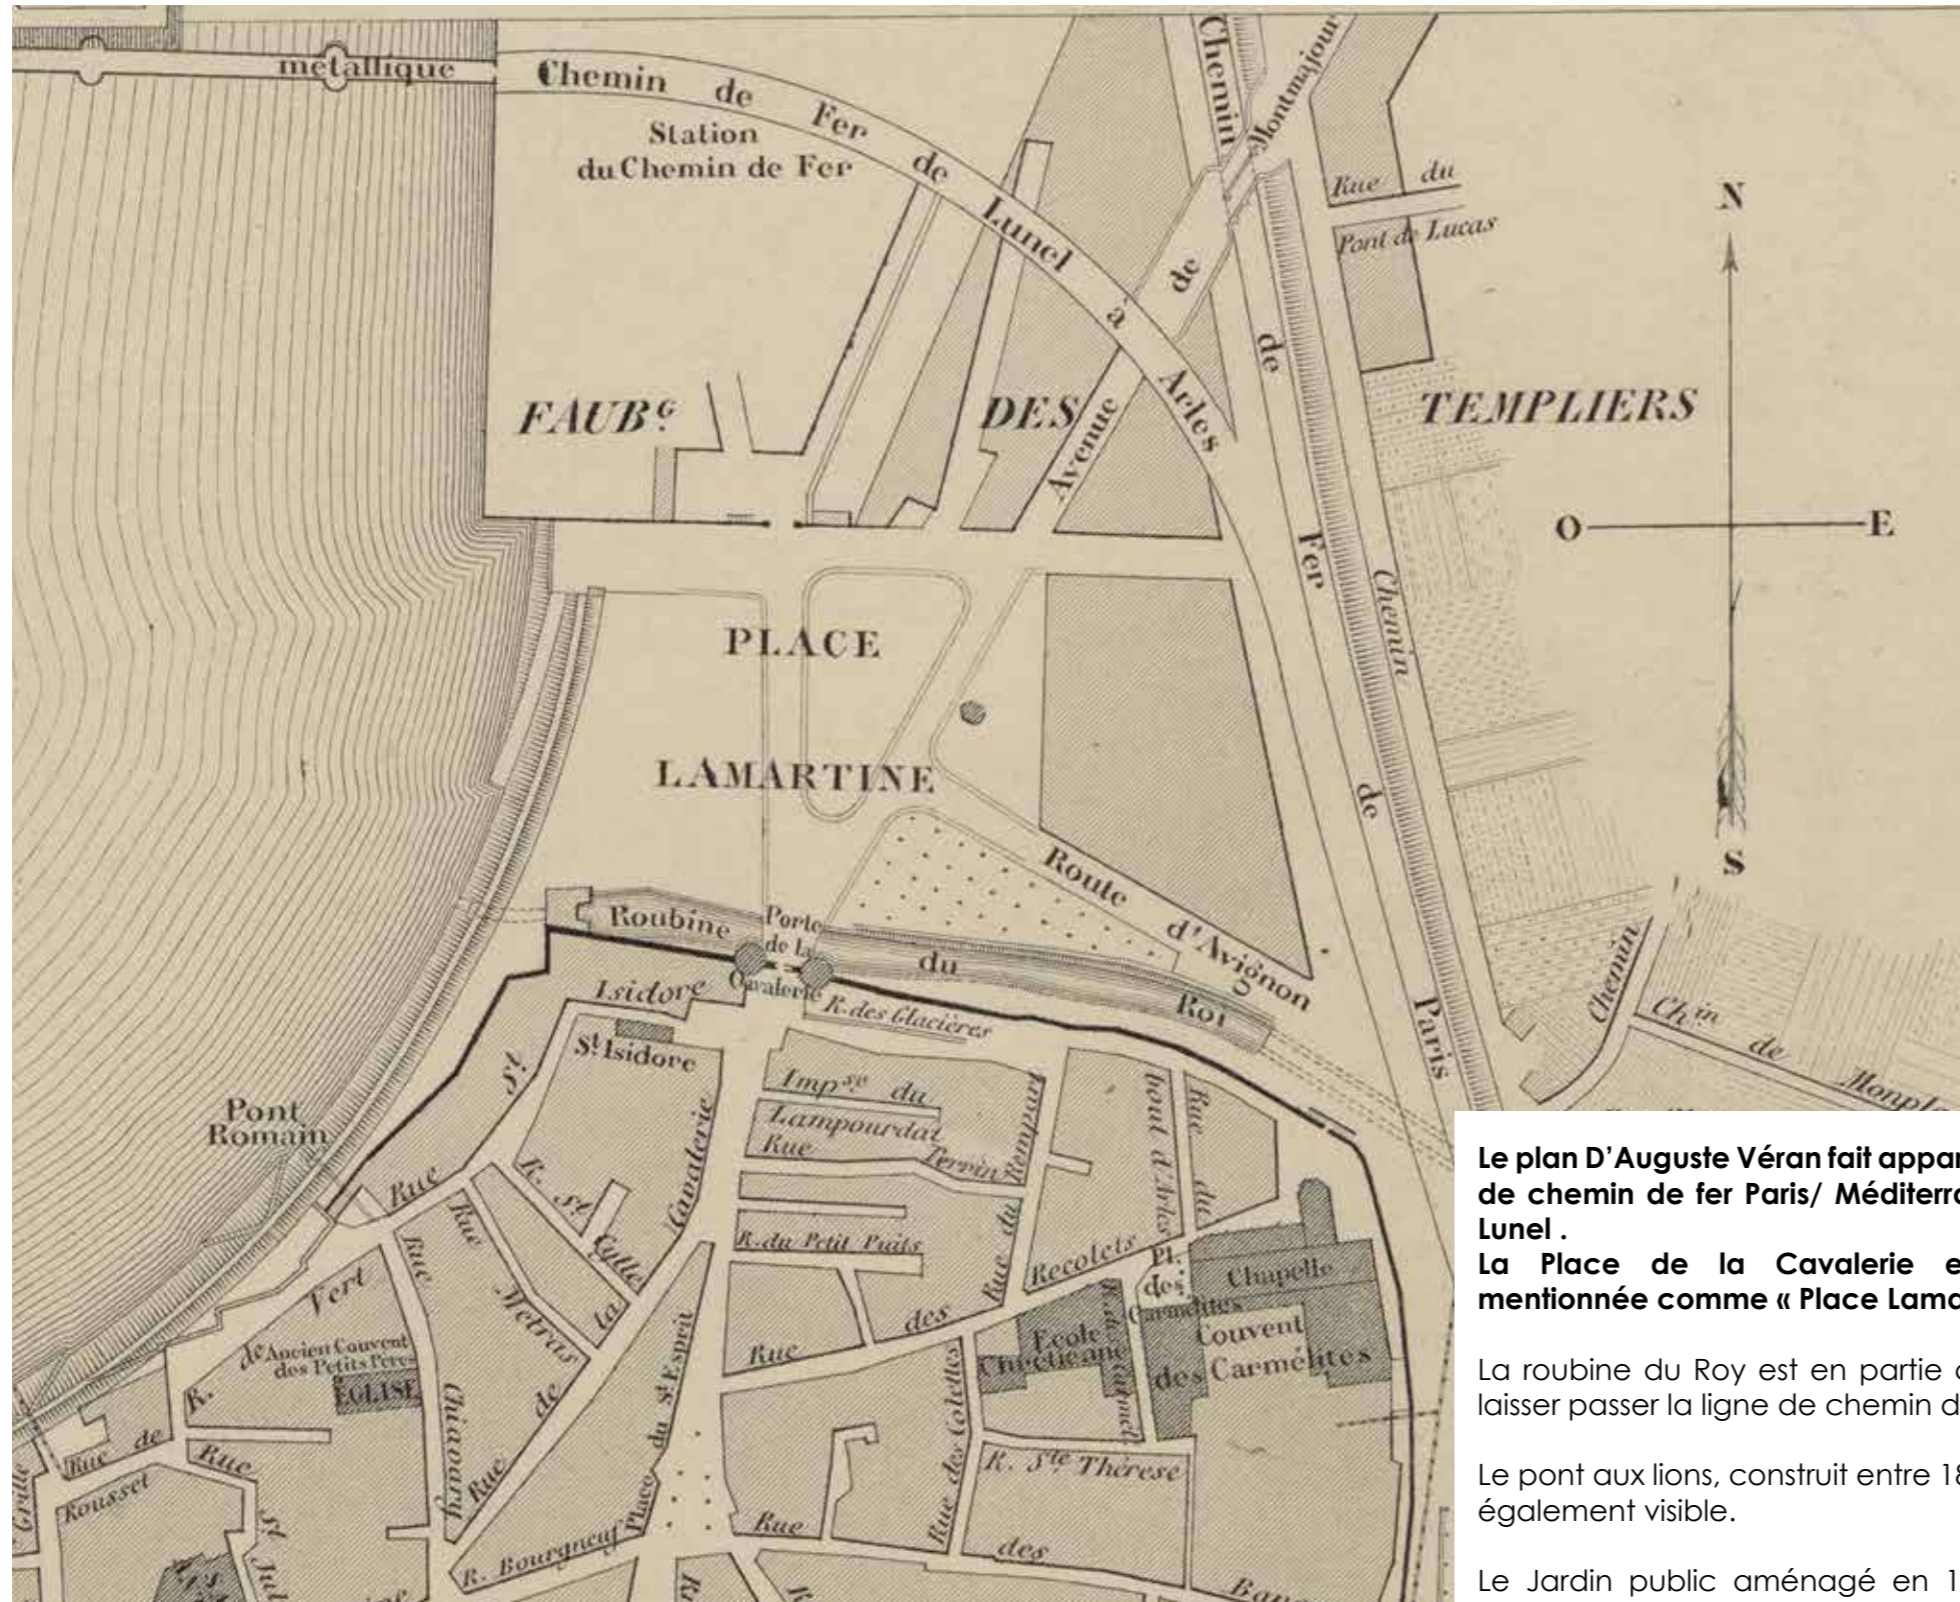 métallique
Chemin de Fer de Lunel à Arles
Station
du Chemin de Fer
Chemin de Fer de Paris
Avenue de Montmajour
Rue du
Pont de Lucas
N
O E
S
FAUBG DES TEMPLIERS
Chemin
PLACE
LAMARTINE
Route d'Avignon
Roubine du Roi
Porte
de la
Cavalerie
Rue St Isidore
St Isidore
R. des Glacières
Chemin
Chin de
Pont
Romain
Impse du
Lampourdat
Rue Terrin
Rue du Rempart
bout d'Arles
Rue du
Rue de la Cavalerie
R. St Cylle
Rue Metras
Rue Chiavary
R. du Petit Puits
Rue des Recolets
Pl.
des
Carmélites
Chapelle
Couvent
des Carmélites
Ecole
Chrétienne
R. de Vert
Ancien Couvent
des Petits Pères
EGLISE
Place du St Esprit
Rue des Colettes
R. Ste Thérèse
Rue de
Rousset
Rue St Jul
Grille
R. Bourgneuf
Rue des
Le plan D'Auguste Véran fait appar
de chemin de fer Paris/ Méditerra
Lunel .
La Place de la Cavalerie e
mentionnée comme « Place Lama
La roubine du Roy est en partie
laisser passer la ligne de chemin d
Le pont aux lions, construit entre 18
également visible.
Le Jardin public aménagé en 1